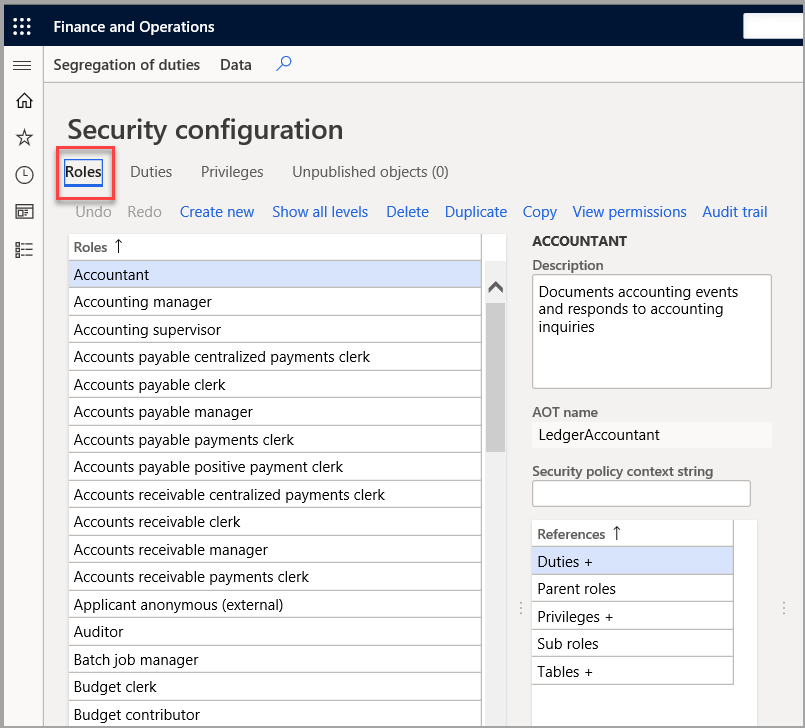 Finance and Operations
Segregation of duties Data
Security configuration
Roles Duties Privileges Unpublished objects (0)
Undo Redo Create new Show all levels Delete Duplicate Copy View permissions Audit trail
Roles ↑
Accountant
Accounting manager
Accounting supervisor
Accounts payable centralized payments clerk
Accounts payable clerk
Accounts payable manager
Accounts payable payments clerk
Accounts payable positive payment clerk
Accounts receivable centralized payments clerk
Accounts receivable clerk
Accounts receivable manager
Accounts receivable payments clerk
Applicant anonymous (external)
Auditor
Batch job manager
Budget clerk
Budget contributor
ACCOUNTANT
Description
Documents accounting events
and responds to accounting
inquiries
AOT name
LedgerAccountant
Security policy context string
References ↑
Duties +
Parent roles
Privileges +
Sub roles
Tables +